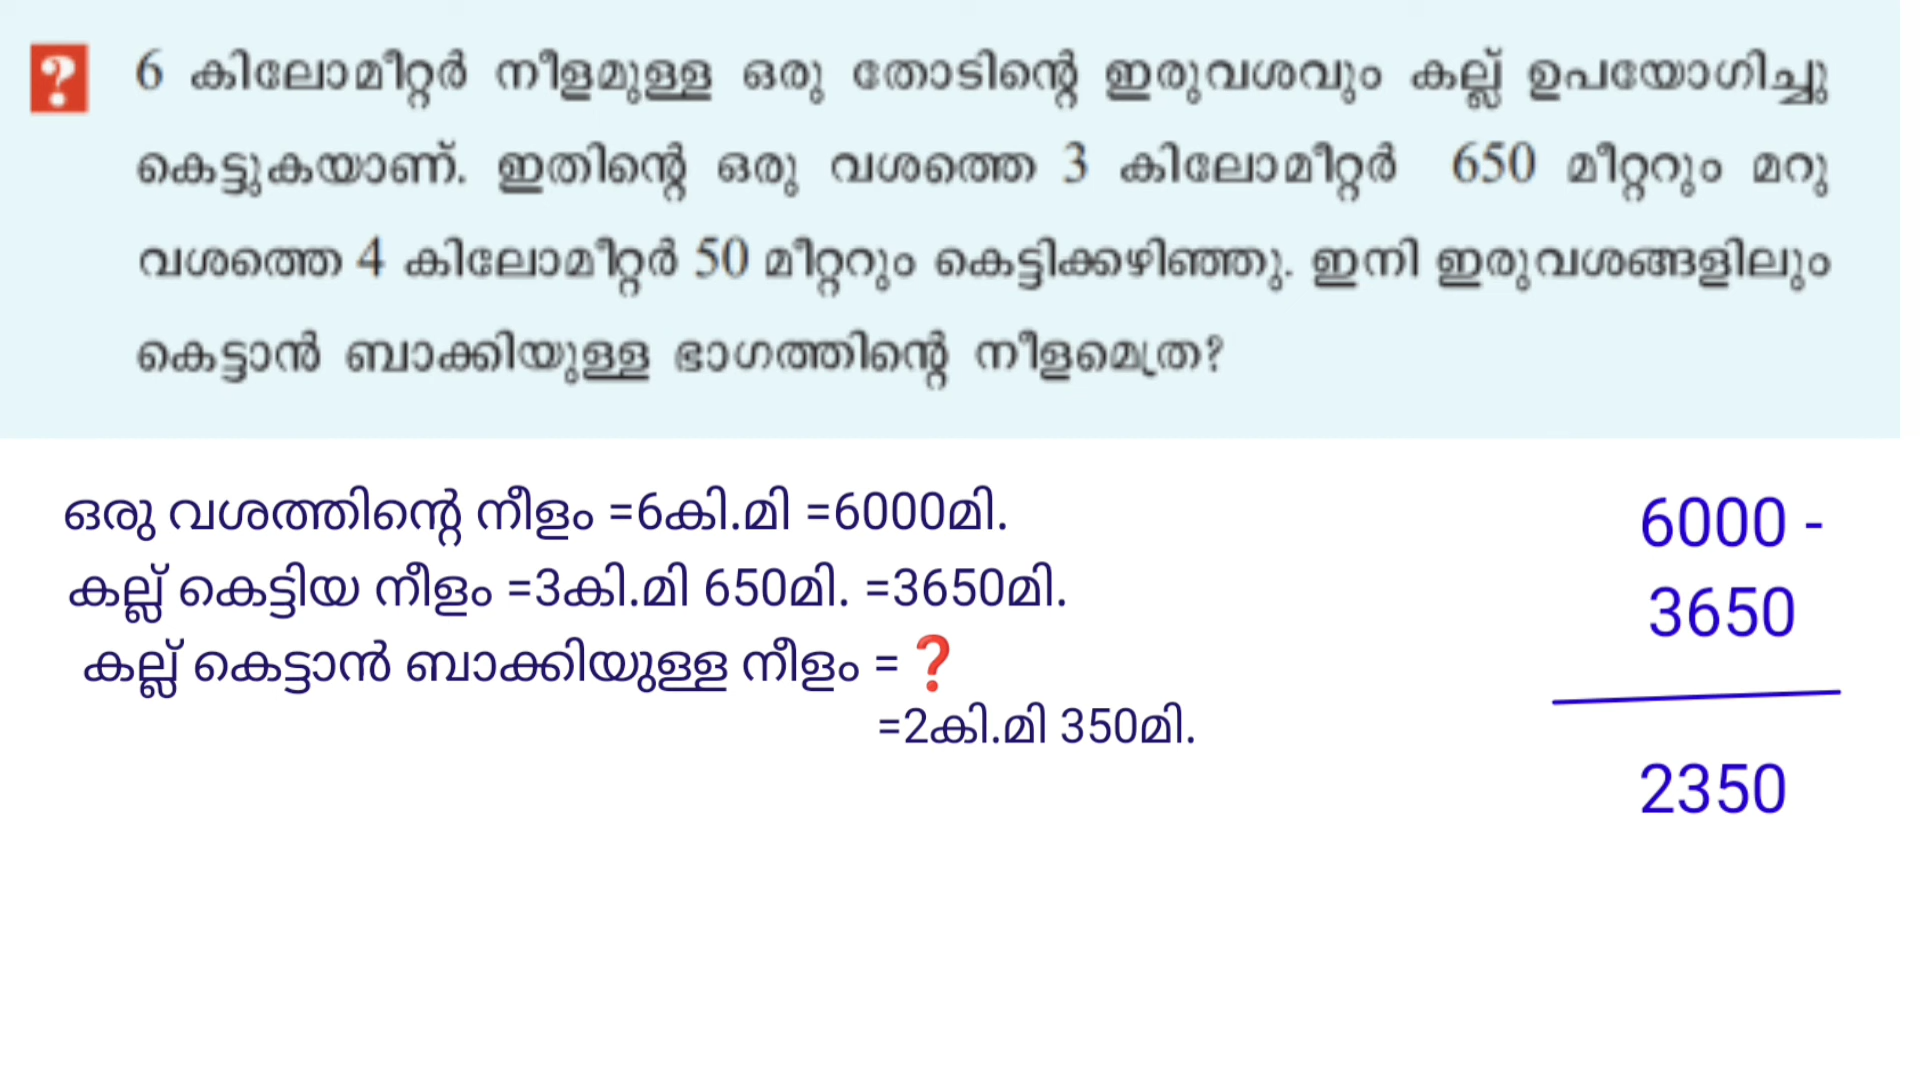 ? 6 കിലോമീറ്റർ നീളമുള്ള ഒരു തോടിന്റെ ഇരുവശവും കല്ല് ഉപയോഗിച്ചു
കെട്ടുകയാണ്. ഇതിന്റെ ഒരു വശത്തെ 3 കിലോമീറ്റർ 650 മീറ്ററും മറു
വശത്തെ 4 കിലോമീറ്റർ 50 മീറ്ററും കെട്ടിക്കഴിഞ്ഞു. ഇനി ഇരുവശങ്ങളിലും
കെട്ടാൻ ബാക്കിയുള്ള ഭാഗത്തിന്റെ നീളമെത്ര?
ഒരു വശത്തിന്റെ നീളം =6കി.മി =6000മി.
കല്ല് കെട്ടിയ നീളം =3കി.മി 650മി. =3650മി.
കല്ല് കെട്ടാൻ ബാക്കിയുള്ള നീളം = ❓
=2കി.മി 350മി.
6000 -
3650
2350